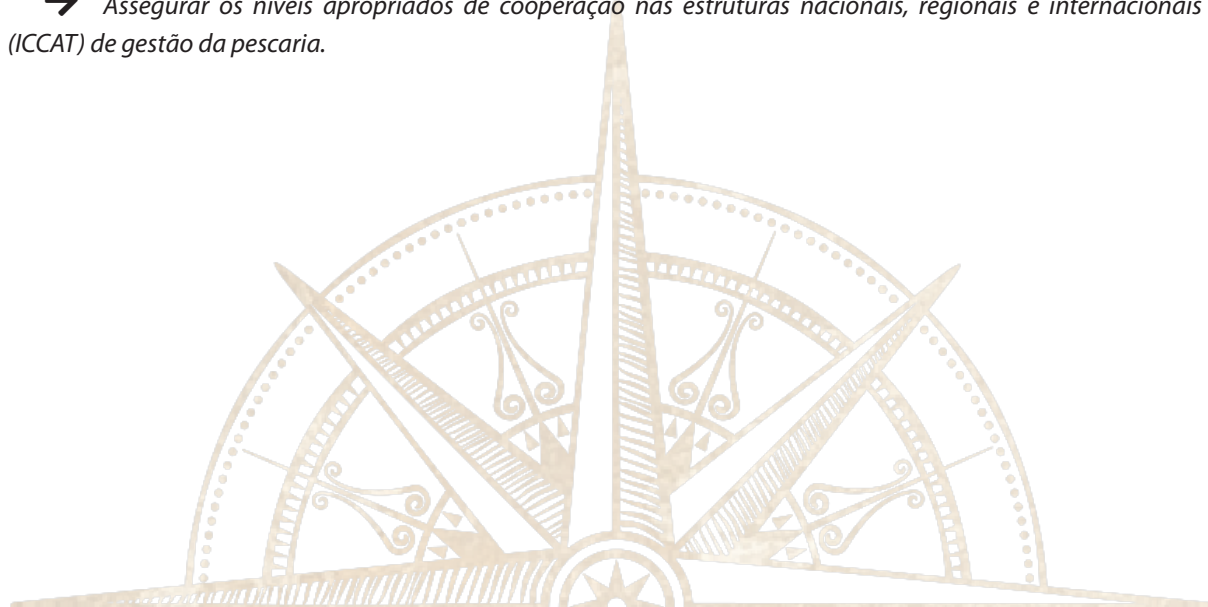 → Assegurar os níveis apropriados de cooperação nas estruturas nacionais, regionais e internacionais
(ICCAT) de gestão da pescaria.